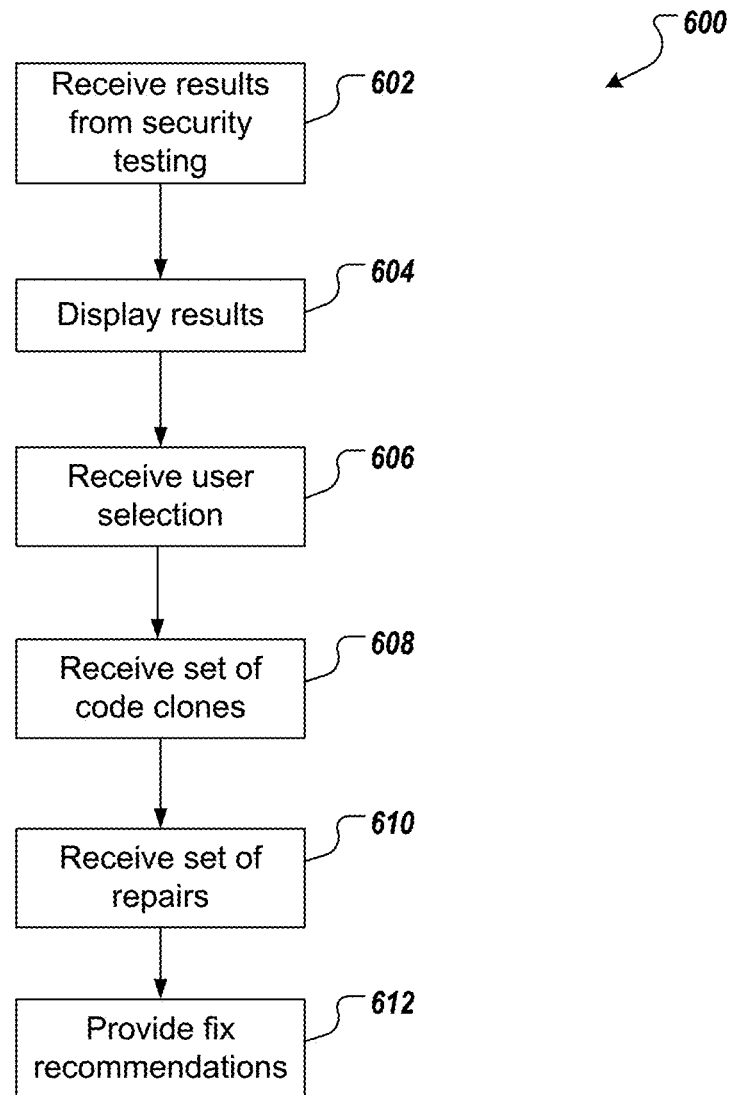 600
Receive results
from security
testing
602
Display results
604
Receive user
selection
606
Receive set of
code clones
608
Receive set of
repairs
610
Provide fix
recommendations
612